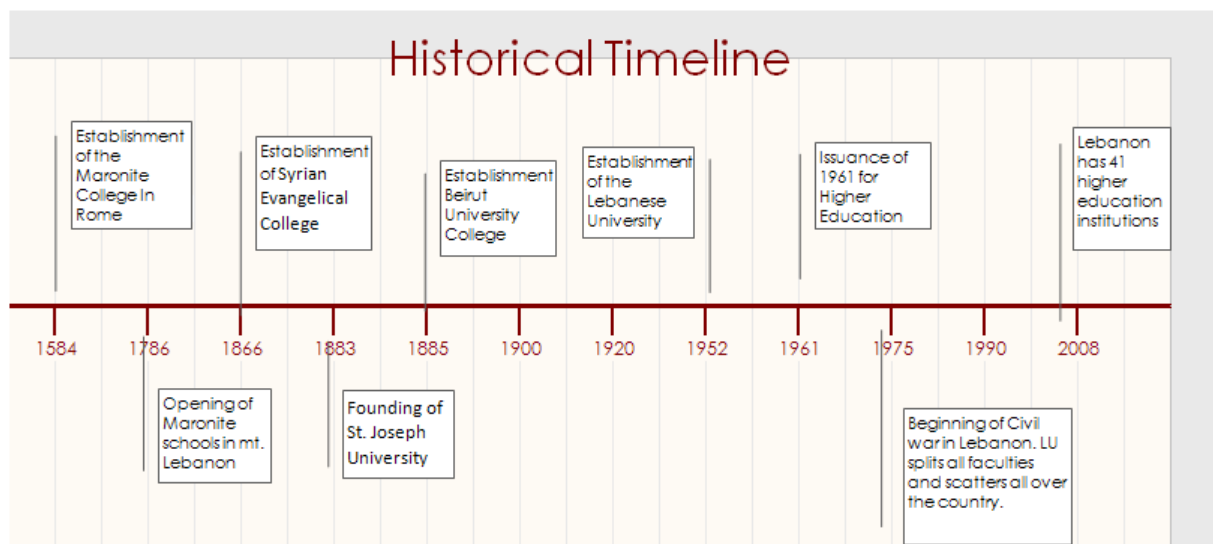 Historical Timeline
Establishment
of the
Maronite
College In
Rome
Establishment
of Syrian
Evangelical
College
Establishment
Beirut
University
College
Establishment
of the
Lebanese
University
Issuance of
1961 for
Higher
Education
Lebanon
has 41
higher
education
institutions
1584 1786 1866 1883 1885 1900 1920 1952 1961 1975 1990 2008
Opening of
Maronite
schools in mt.
Lebanon
Founding of
St. Joseph
University
Beginning of Civil
war in Lebanon. LU
splits all faculties
and scatters all over
the country.